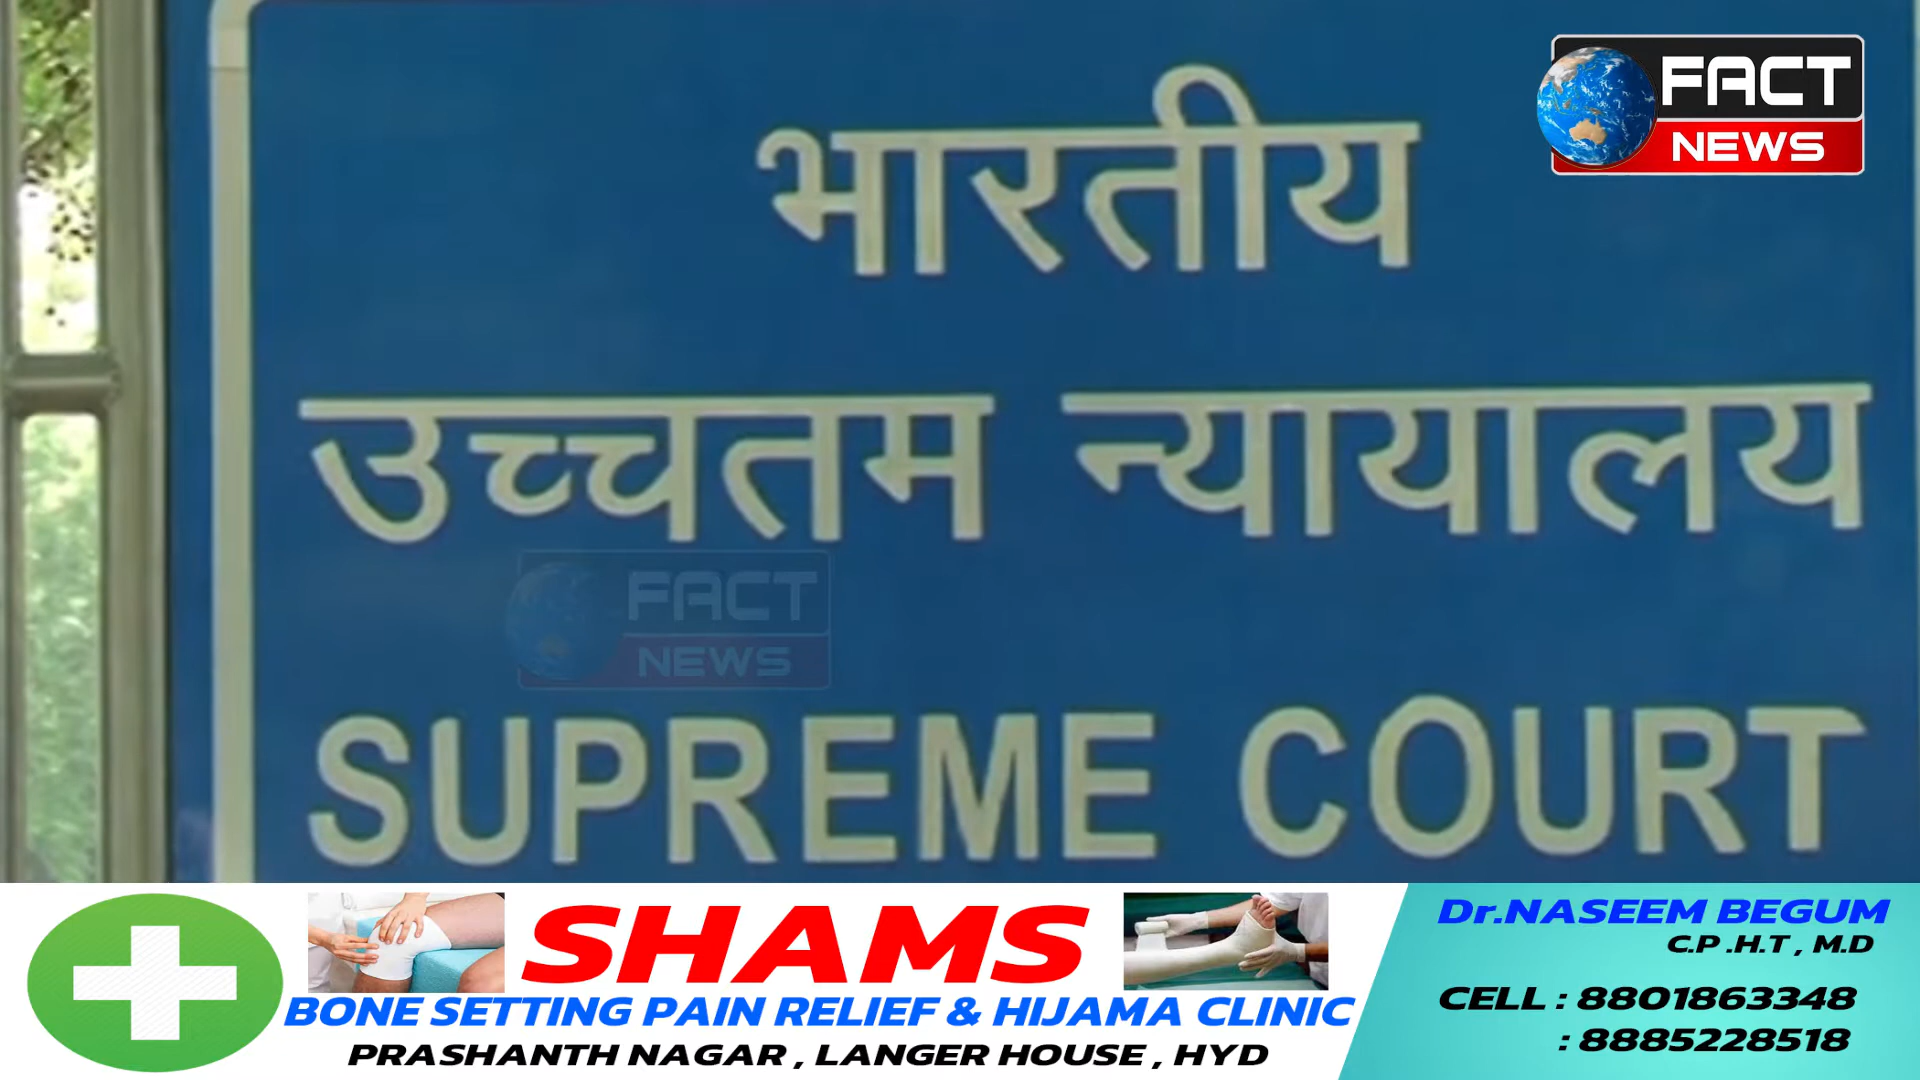 FACT
NEWS
भारतीय
उच्चतम न्यायालय
FACT
NEWS
SUPREME COURT
SHAMS
BONE SETTING PAIN RELIEF & HIJAMA CLINIC
PRASHANTH NAGAR , LANGER HOUSE , HYD
Dr.NASEEM BEGUM
C.P .H.T , M.D
CELL : 8801863348
: 8885228518